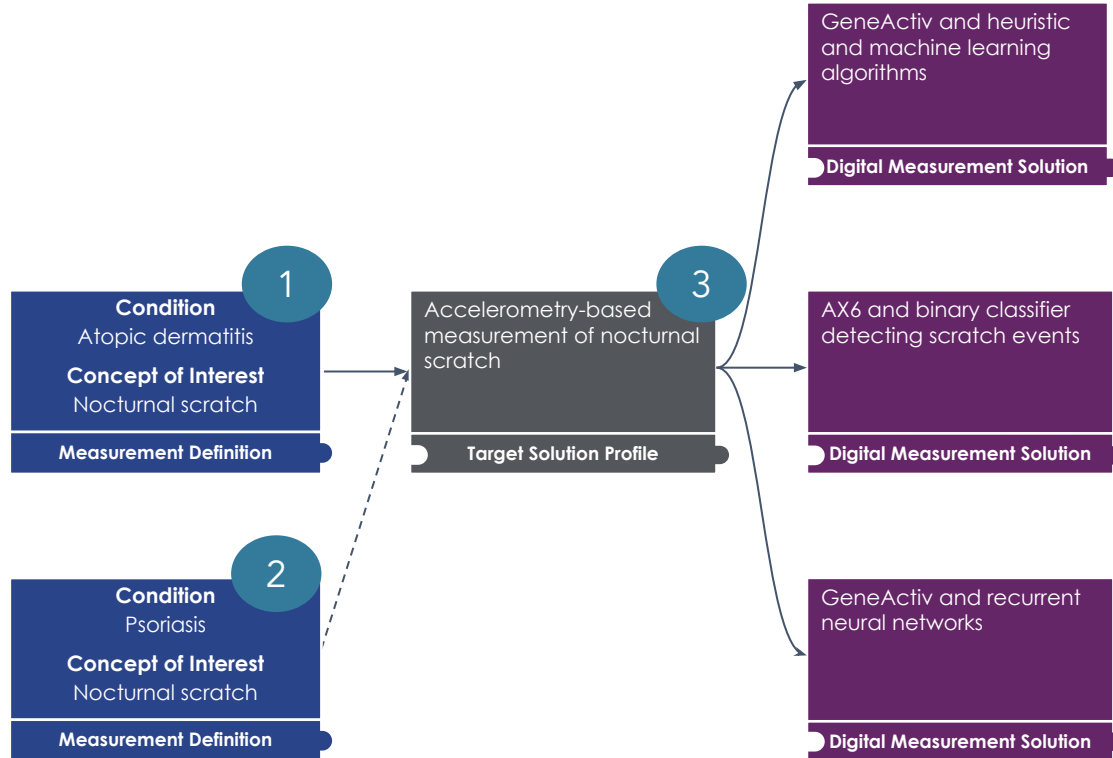 GeneActiv and heuristic
and machine learning
algorithms
Digital Measurement Solution
1
Condition
Atopic dermatitis
Concept of Interest
Nocturnal scratch
Measurement Definition
3
Accelerometry-based
measurement of nocturnal
scratch
Target Solution Profile
AX6 and binary classifier
detecting scratch events
Digital Measurement Solution
2
Condition
Psoriasis
Concept of Interest
Nocturnal scratch
Measurement Definition
GeneActiv and recurrent
neural networks
Digital Measurement Solution